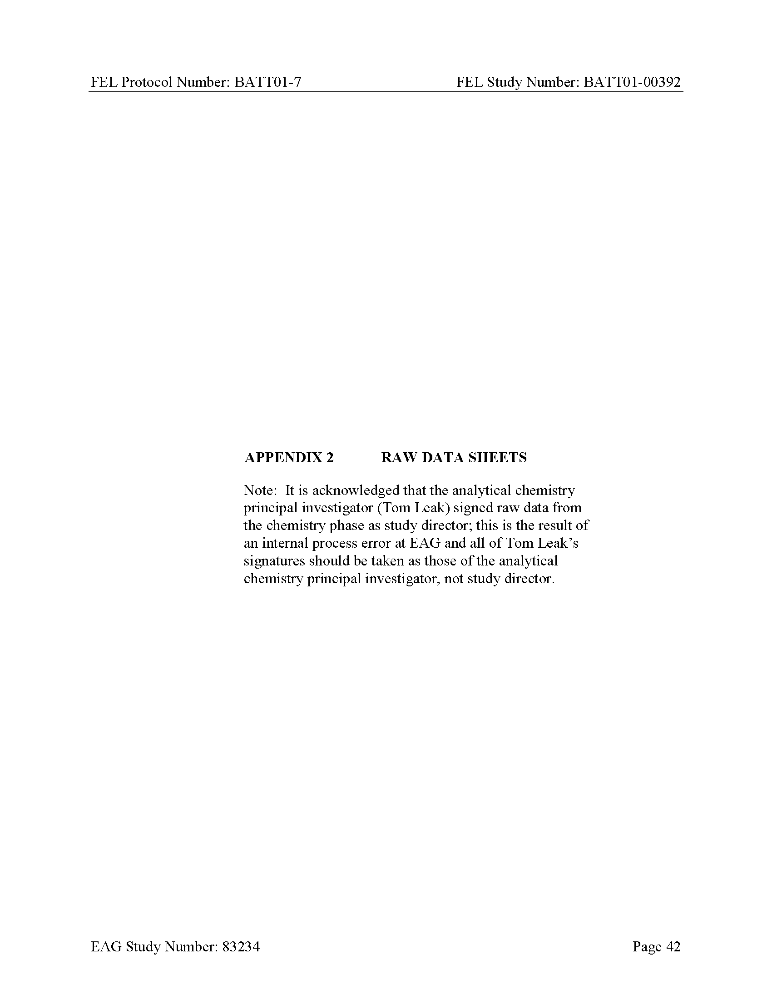 FEL Protocol Number: BATT01-7 FEL Study Number: BATT01-00392
APPENDIX 2 RAW DATA SHEETS
Note: It is acknowledged that the analytical chemistry
principal investigator (Tom Leak) signed raw data from
the chemistry phase as study director; this is the result of
an internal process error at EAG and all of Tom Leak’s
signatures should be taken as those of the analytical
chemistry principal investigator, not study director.
EAG Study Number: 83234 Page 42